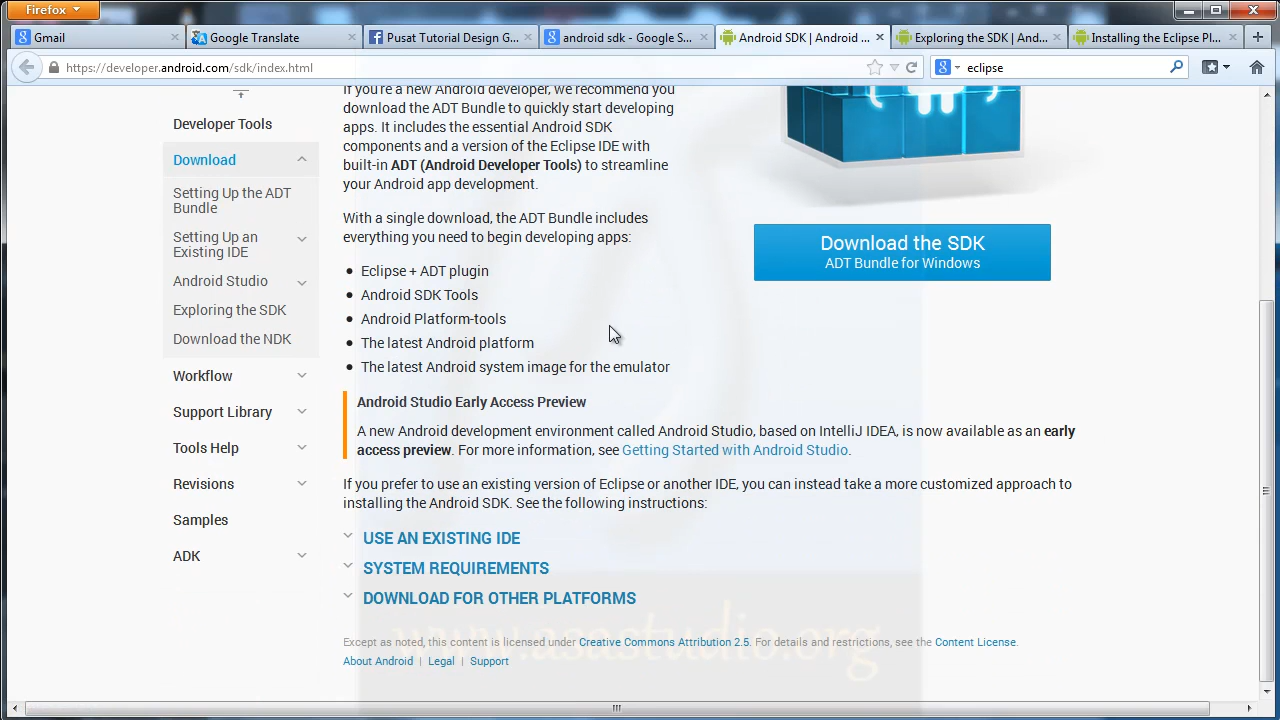 Firefox
Gmail
Google Translate
Pusat Tutorial Design G...
android sdk - Google S...
Android SDK | Android ...
Exploring the SDK | And...
Installing the Eclipse Pl...
https://developer.android.com/sdk/index.html
eclipse
Developer Tools
Download
Setting Up the ADT
Bundle
Setting Up an
Existing IDE
Android Studio
Exploring the SDK
Download the NDK
Workflow
Support Library
Tools Help
Revisions
Samples
ADK
If you're a new Android developer, we recommend you
download the ADT Bundle to quickly start developing
apps. It includes the essential Android SDK
components and a version of the Eclipse IDE with
built-in ADT (Android Developer Tools) to streamline
your Android app development.
With a single download, the ADT Bundle includes
everything you need to begin developing apps:
• Eclipse + ADT plugin
• Android SDK Tools
• Android Platform-tools
• The latest Android platform
• The latest Android system image for the emulator
Download the SDK
ADT Bundle for Windows
Android Studio Early Access Preview
A new Android development environment called Android Studio, based on IntelliJ IDEA, is now available as an early
access preview. For more information, see Getting Started with Android Studio.
If you prefer to use an existing version of Eclipse or another IDE, you can instead take a more customized approach to
installing the Android SDK. See the following instructions:
USE AN EXISTING IDE
SYSTEM REQUIREMENTS
DOWNLOAD FOR OTHER PLATFORMS
Except as noted, this content is licensed under Creative Commons Attribution 2.5. For details and restrictions, see the Content License.
About Android | Legal | Support
www.asastudio.org